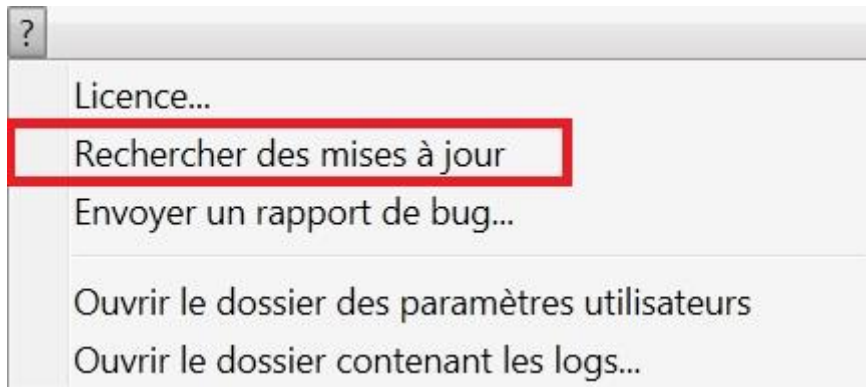 ?
Licence...
Rechercher des mises à jour
Envoyer un rapport de bug...
Ouvrir le dossier des paramètres utilisateurs
Ouvrir le dossier contenant les logs...